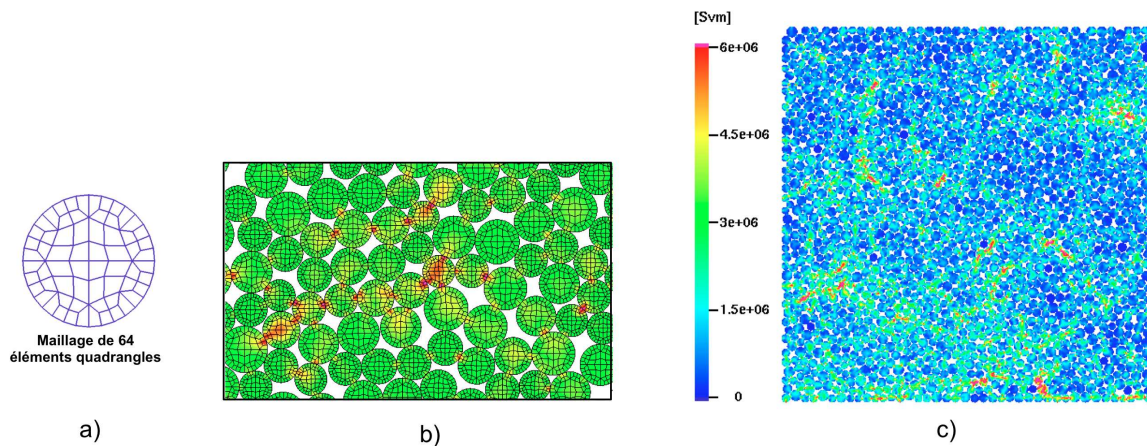 [Svm]
6e+06
4.5e+06
3e+06
1.5e+06
0
Maillage de 64
éléments quadrangles
a)
b)
c)